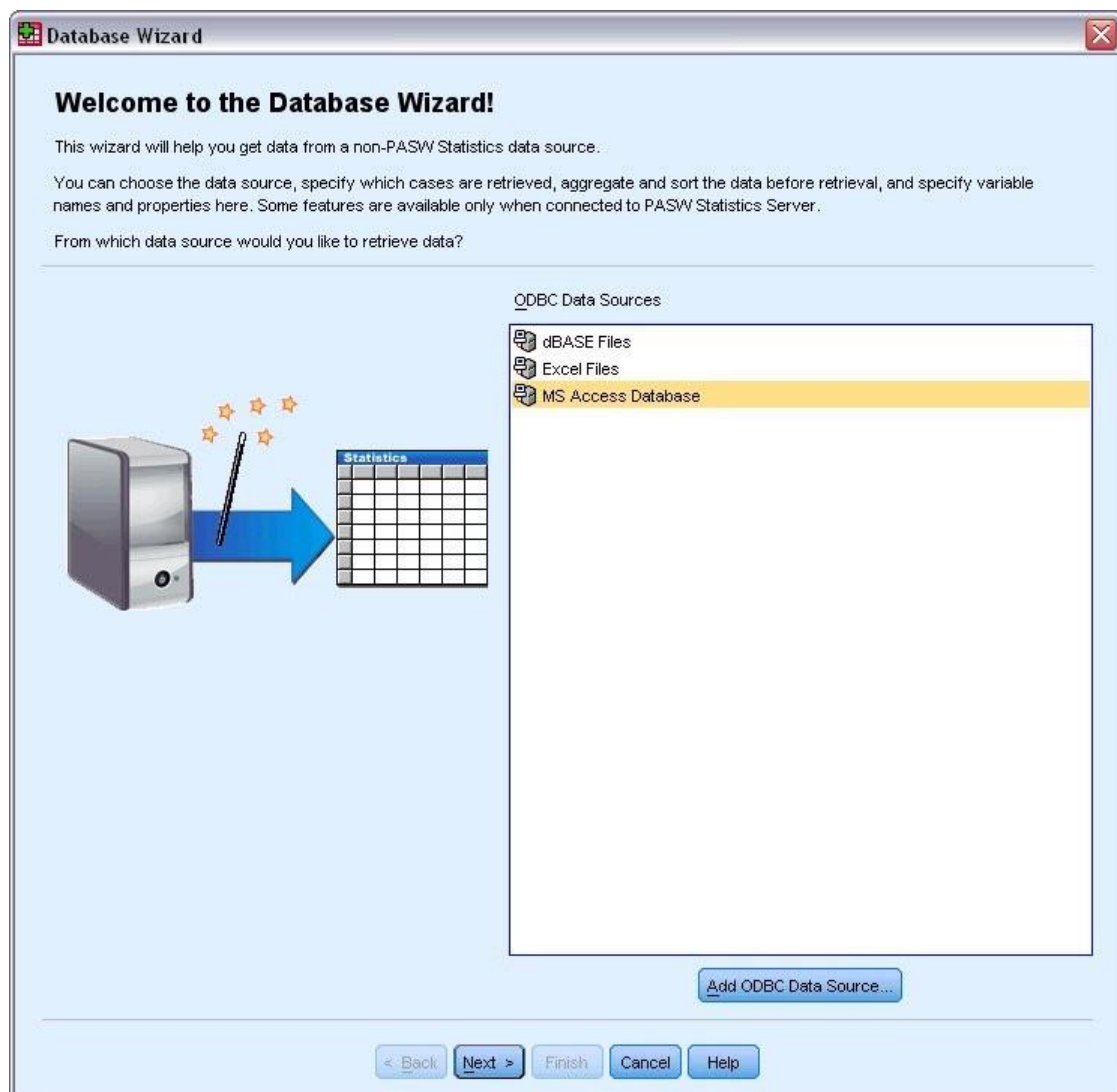 Database Wizard
Welcome to the Database Wizard!
This wizard will help you get data from a non-PASW Statistics data source.
You can choose the data source, specify which cases are retrieved, aggregate and sort the data before retrieval, and specify variable
names and properties here. Some features are available only when connected to PASW Statistics Server.
From which data source would you like to retrieve data?
ODBC Data Sources
dBASE Files
Excel Files
MS Access Database
Statistics
Add ODBC Data Source...
< Back
Next >
Finish
Cancel
Help